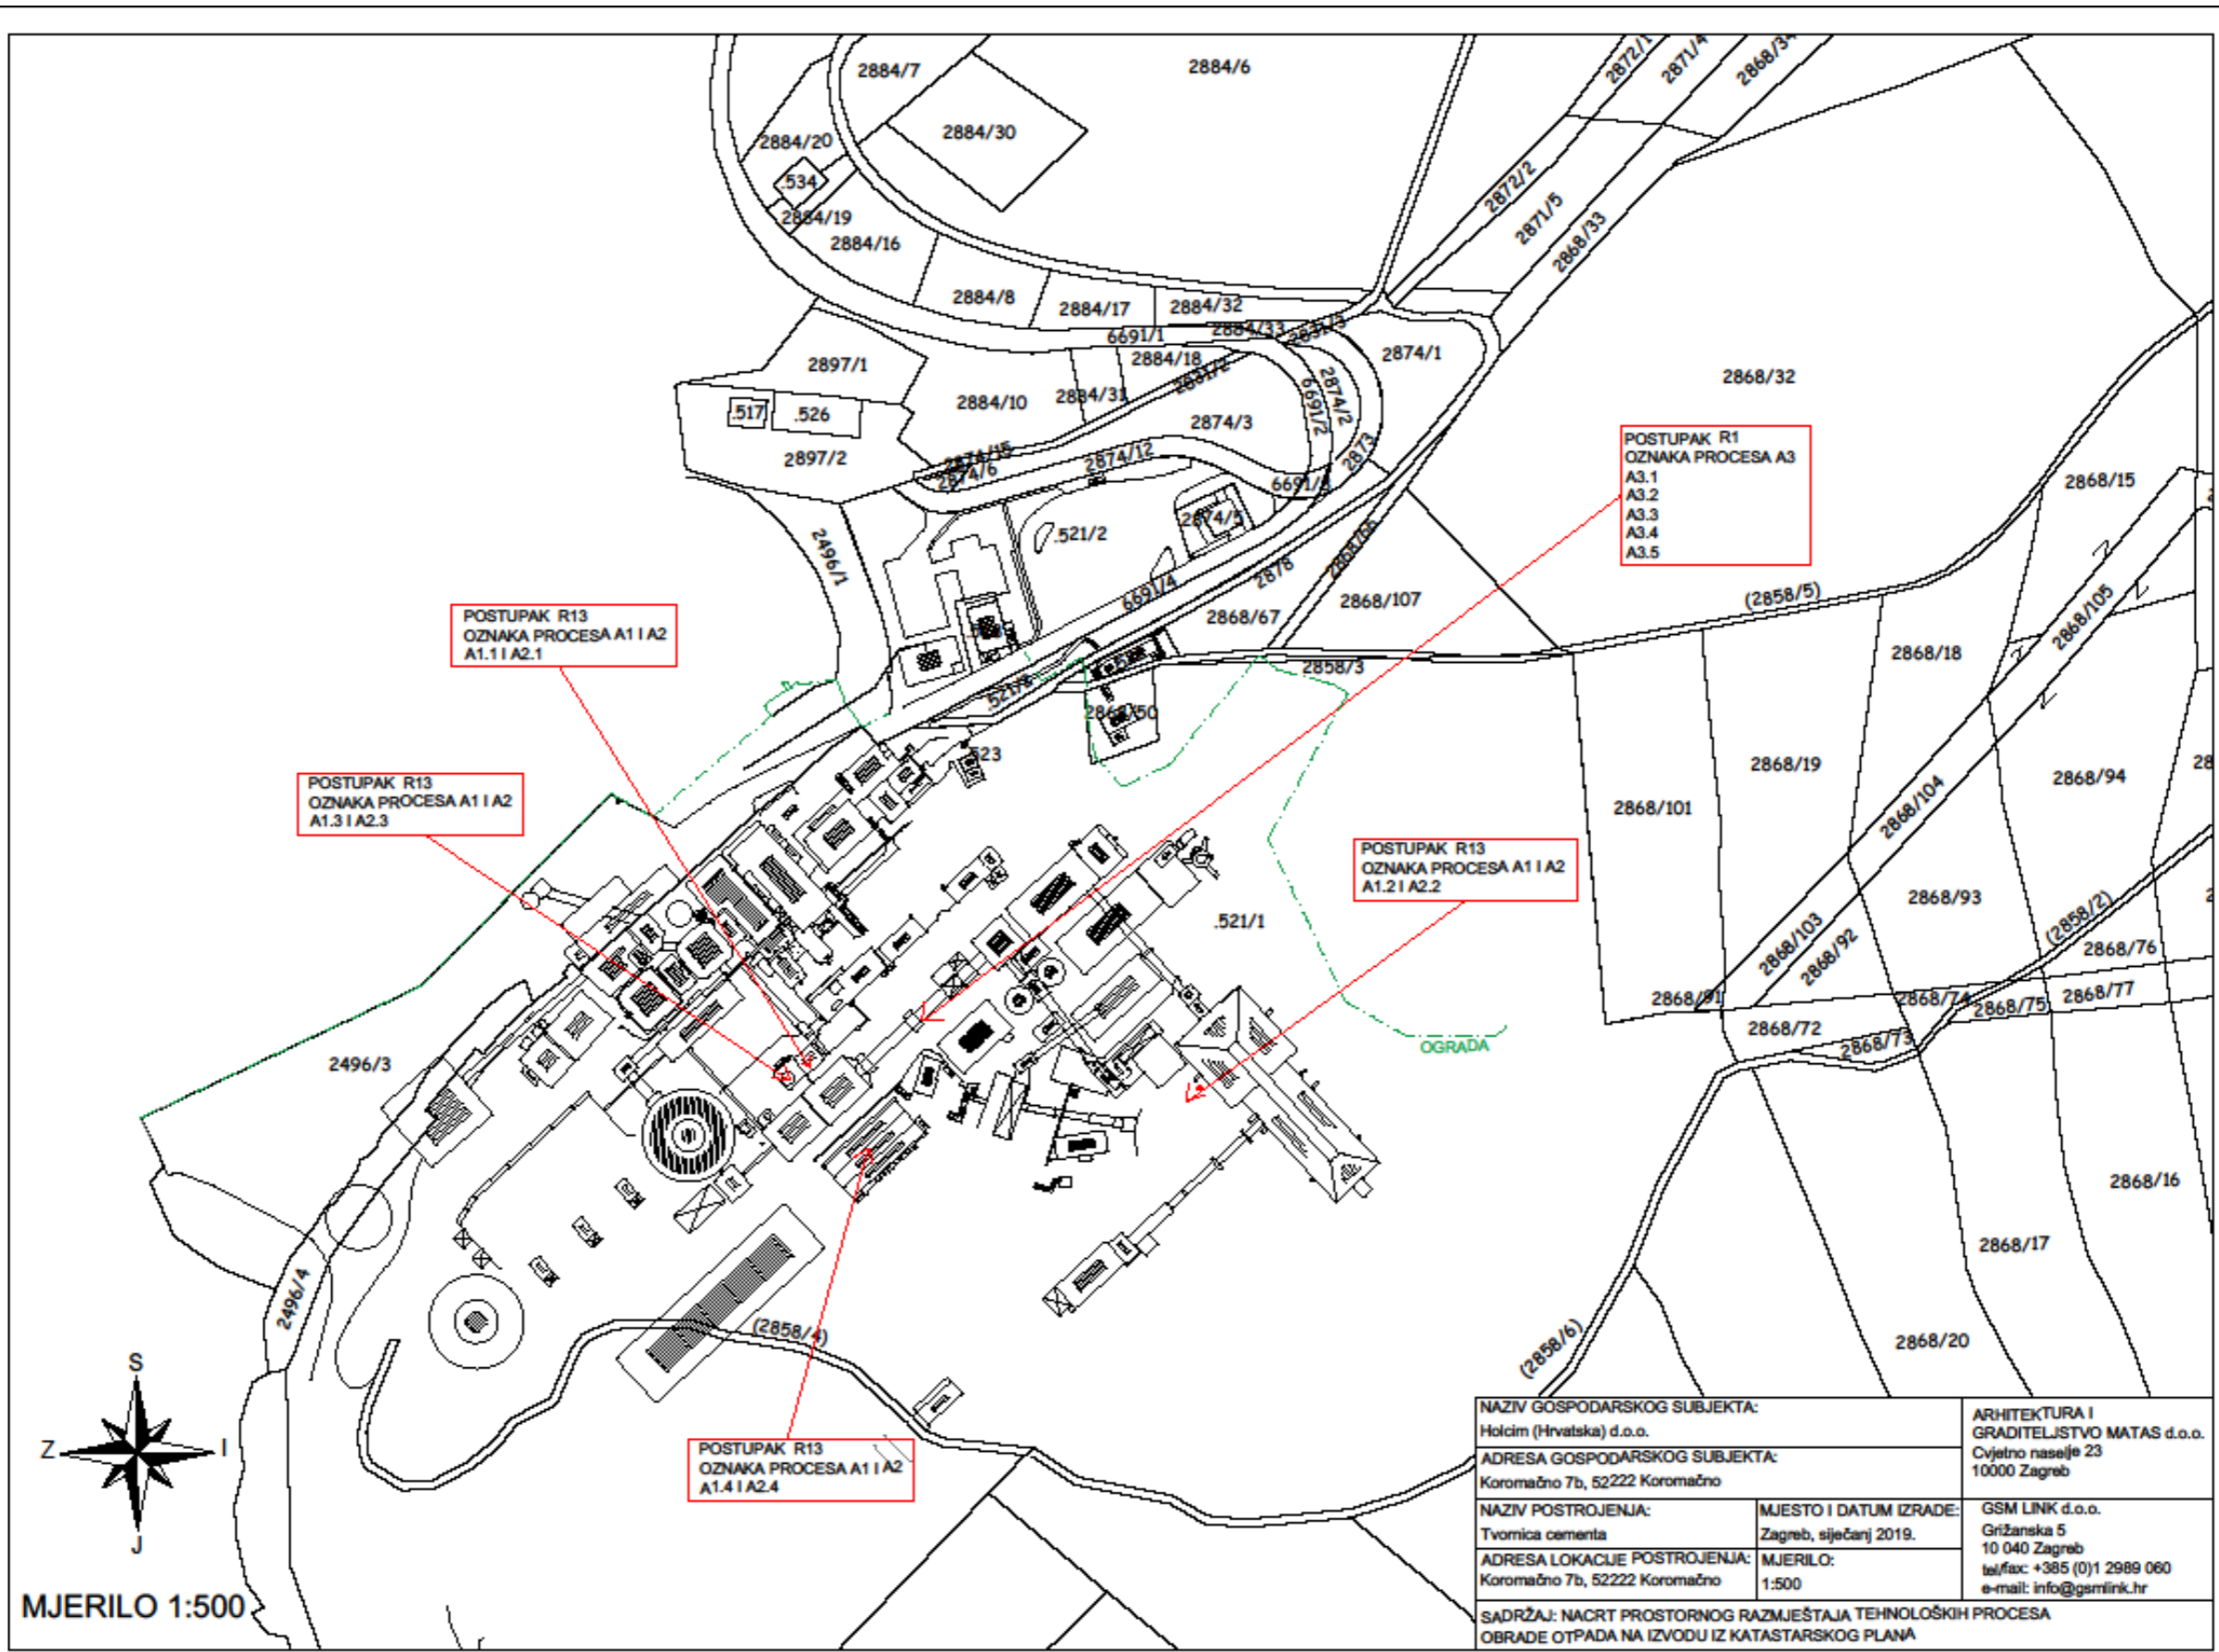 2884/7
2884/6
2872/1
2871/4
2868/34
2884/20
2884/30
.534
2884/19
2884/16
2872/2
2871/5
2868/33
2884/8
2884/17
2884/32
6691/1
2884/33
2831/3
2884/18
2831/2
2874/1
2897/1
2884/10
2884/31
2874/3
6691/2
2874/2
2868/32
.517
.526
2897/2
2874/15
2874/6
2874/12
2873
POSTUPAK R1
OZNAKA PROCESA A3
A3.1
A3.2
A3.3
A3.4
A3.5
2868/15
2496/1
.521/2
2874/5
6691/4
2878
2868/66
2868/67
2868/107
(2858/5)
2868/105
2868/18
POSTUPAK R13
OZNAKA PROCESA A1 I A2
A1.1 I A2.1
2858/3
2868/50
2868/19
2868/94
2868/101
2868/104
POSTUPAK R13
OZNAKA PROCESA A1 I A2
A1.3 I A2.3
POSTUPAK R13
OZNAKA PROCESA A1 I A2
A1.2 I A2.2
.521/1
2868/93
2868/103
2868/92
(2858/2)
2868/76
2868/91
2868/74
2868/75
2868/77
2868/72
2868/73
OGRADA
2496/3
2868/16
2868/17
2496/4
(2858/4)
(2858/6)
2868/20
POSTUPAK R13
OZNAKA PROCESA A1 I A2
A1.4 I A2.4
S
Z
I
J
MJERILO 1:500
NAZIV GOSPODARSKOG SUBJEKTA:
Holcim (Hrvatska) d.o.o.
ADRESA GOSPODARSKOG SUBJEKTA:
Koromačno 7b, 52222 Koromačno
NAZIV POSTROJENJA:
Tvornica cementa
MJESTO I DATUM IZRADE:
Zagreb, siječanj 2019.
ADRESA LOKACIJE POSTROJENJA:
Koromačno 7b, 52222 Koromačno
MJERILO:
1:500
ARHITEKTURA I
GRADITELJSTVO MATAS d.o.o.
Cvjetno naselje 23
10000 Zagreb
GSM LINK d.o.o.
Grižanska 5
10 040 Zagreb
tel/fax: +385 (0)1 2989 060
e-mail: info@gsmlink.hr
SADRŽAJ: NACRT PROSTORNOG RAZMJEŠTAJA TEHNOLOŠKIH PROCESA
OBRADE OTPADA NA IZVODU IZ KATASTARSKOG PLANA